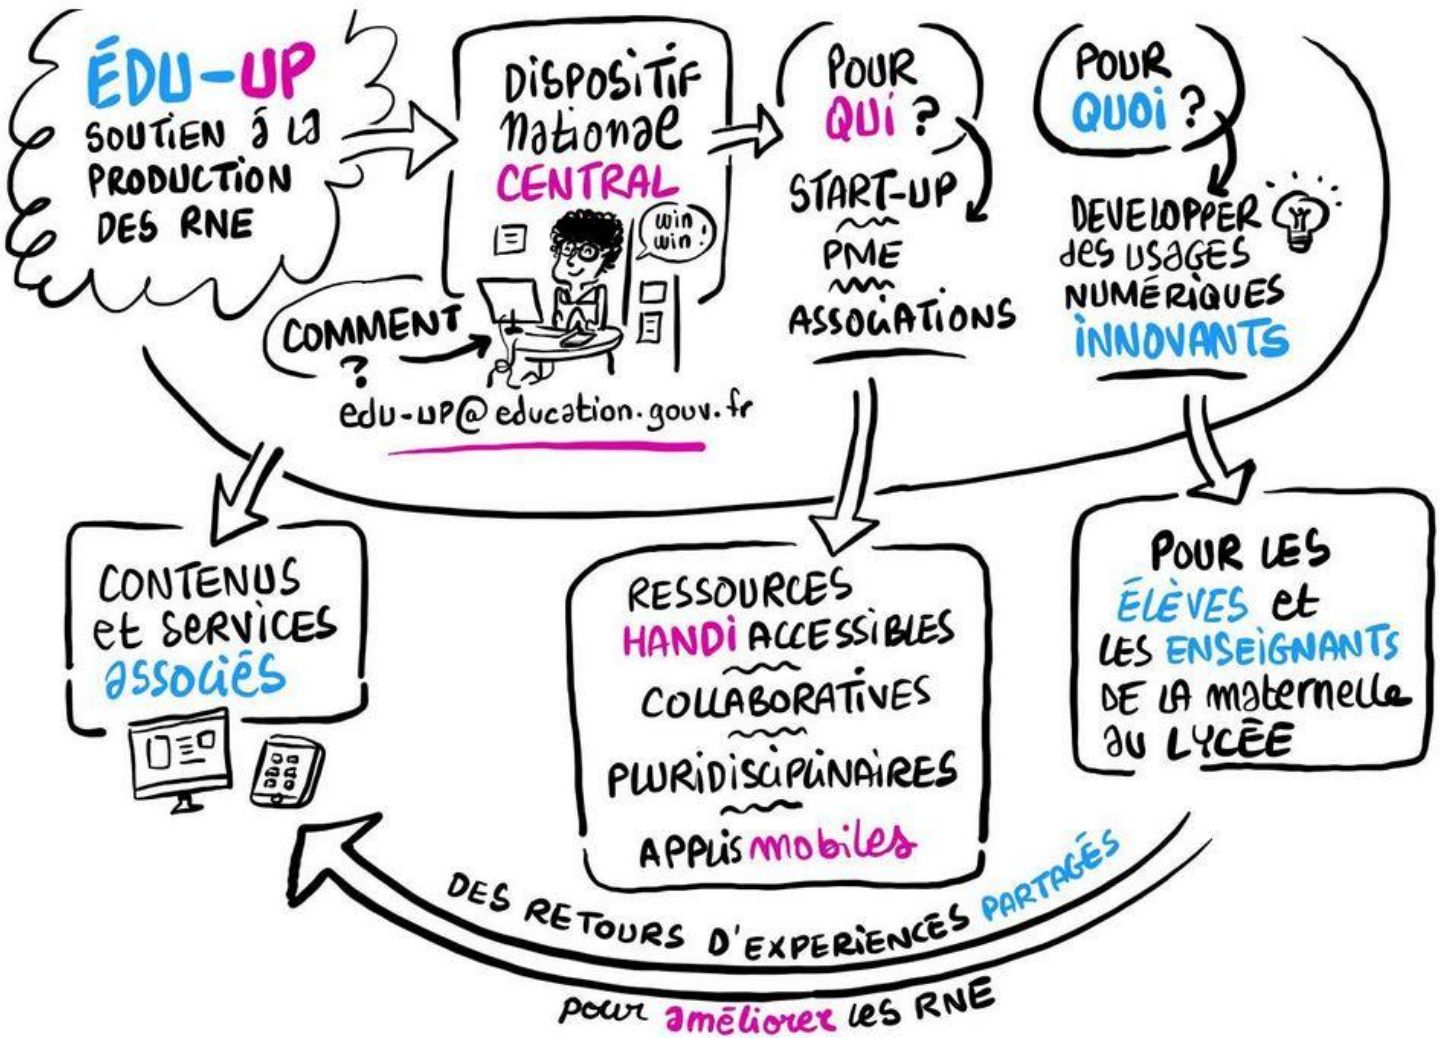 ÉDU-UP
SOUTIEN à LA
PRODUCTION
DES RNE
DISPOSITIF
national
CENTRAL
win
win !
COMMENT
?
edu-up@education.gouv.fr
POUR
QUI ?
START-UP
PME
ASSOCIATIONS
POUR
QUOI ?
DEVELOPPER
des USAGES
NUMÉRIQUES
INNOVANTS
CONTENUS
et SERVICES
associés
RESSOURCES
HANDI ACCESSIBLES
COLLABORATIVES
PLURIDISCIPLINAIRES
APPLIS mobiles
POUR LES
ÉLÈVES et
LES ENSEIGNANTS
DE LA maternelle
au LYCÉE
DES RETOURS D'EXPERIENCES PARTAGÉS
pour améliorer les RNE